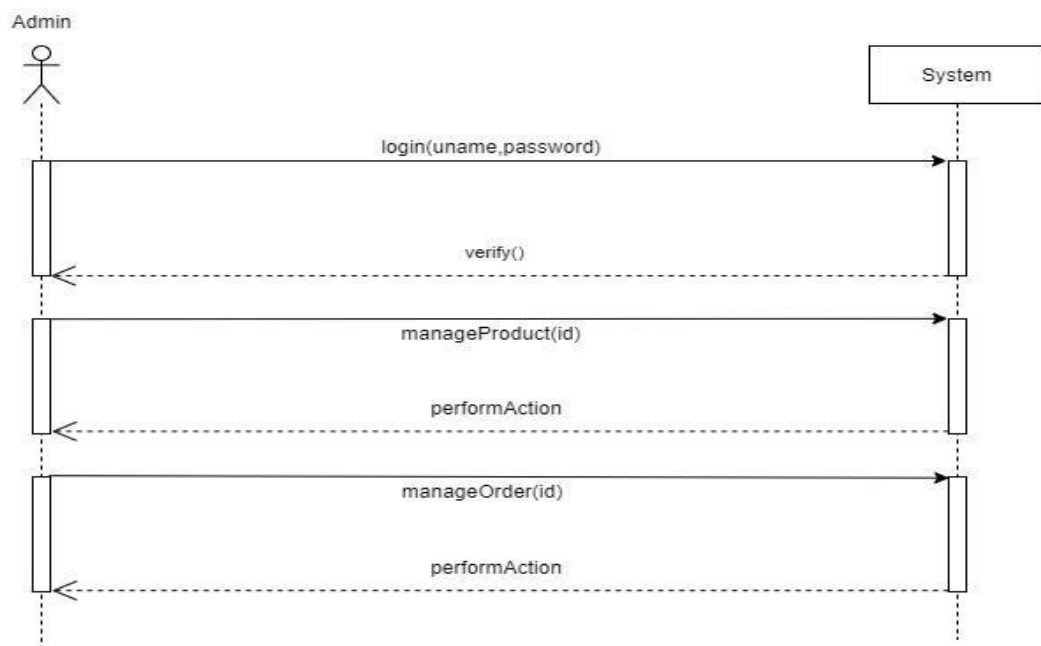 Admin
System
login(uname,password)
verify()
manageProduct(id)
performAction
manageOrder(id)
performAction